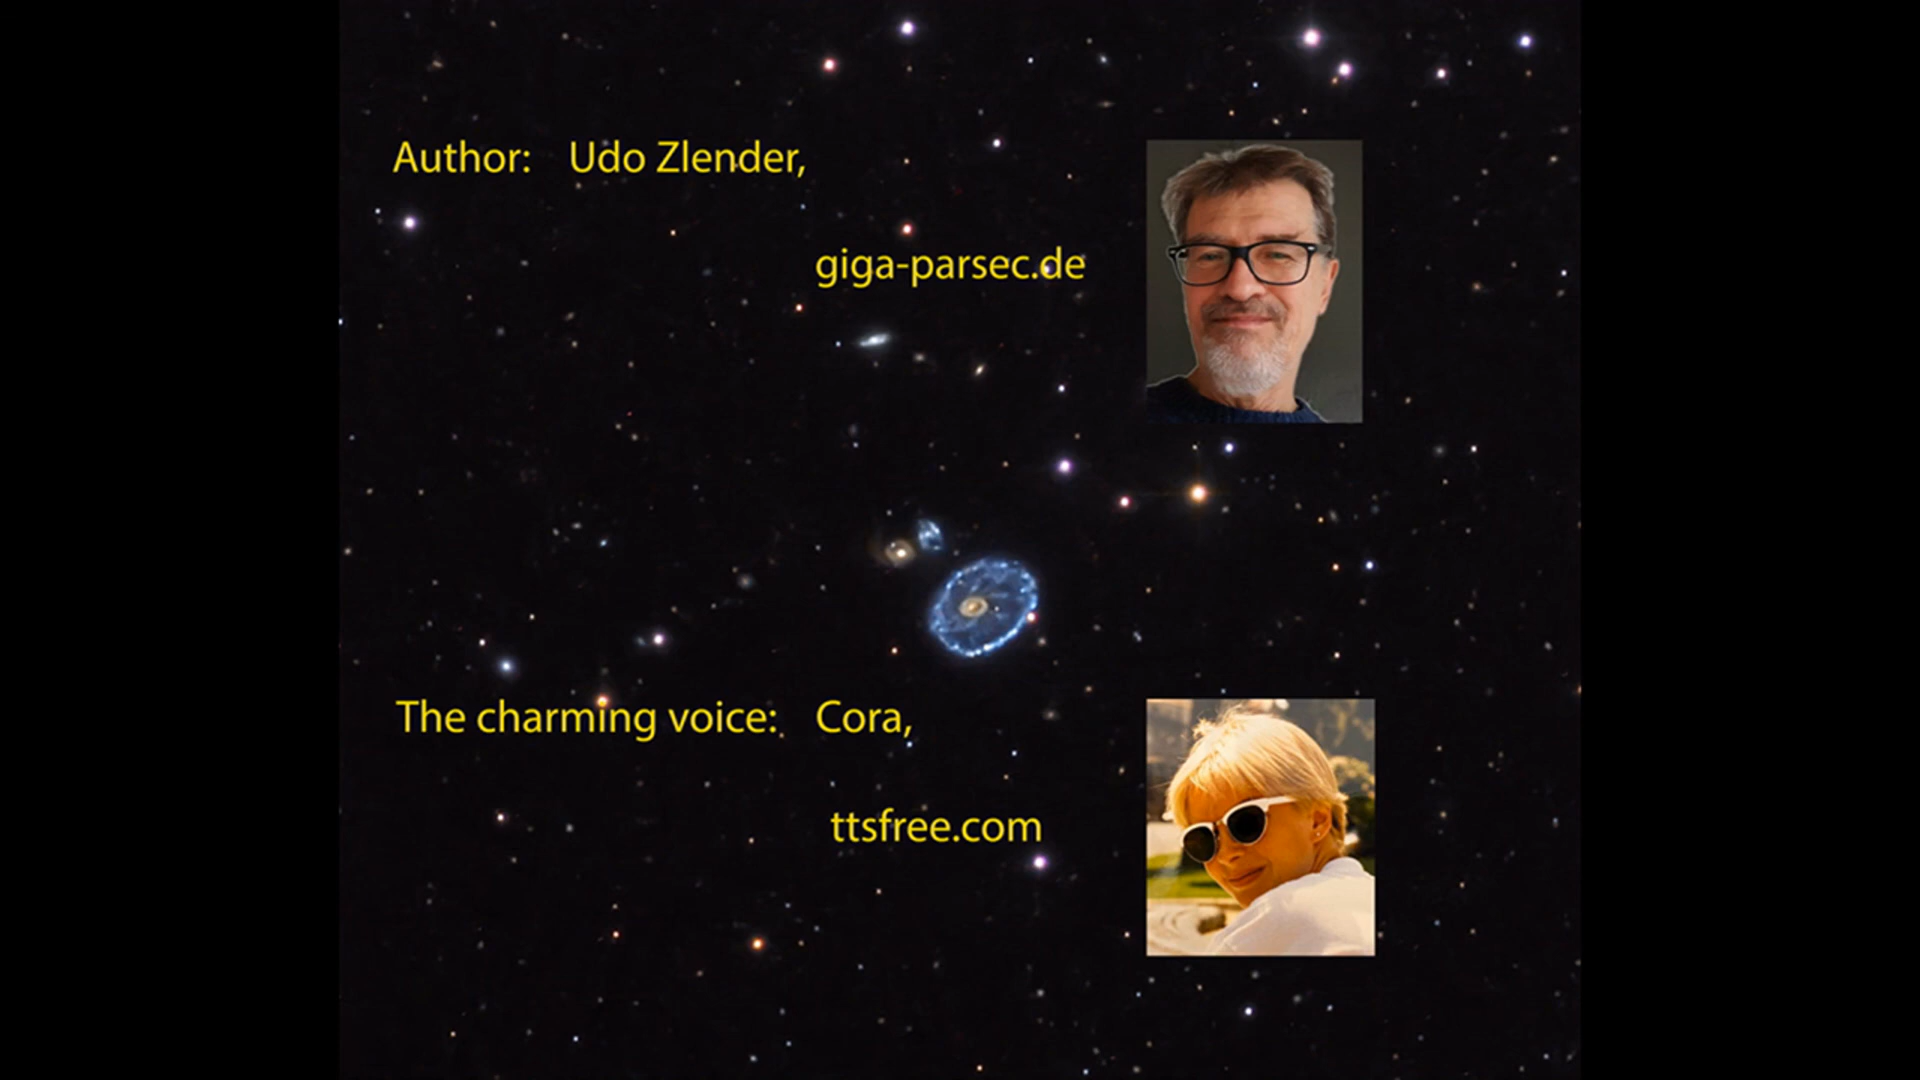 Author: Udo Zlender,
giga-parsec.de
The charming voice: Cora,
ttsfree.com